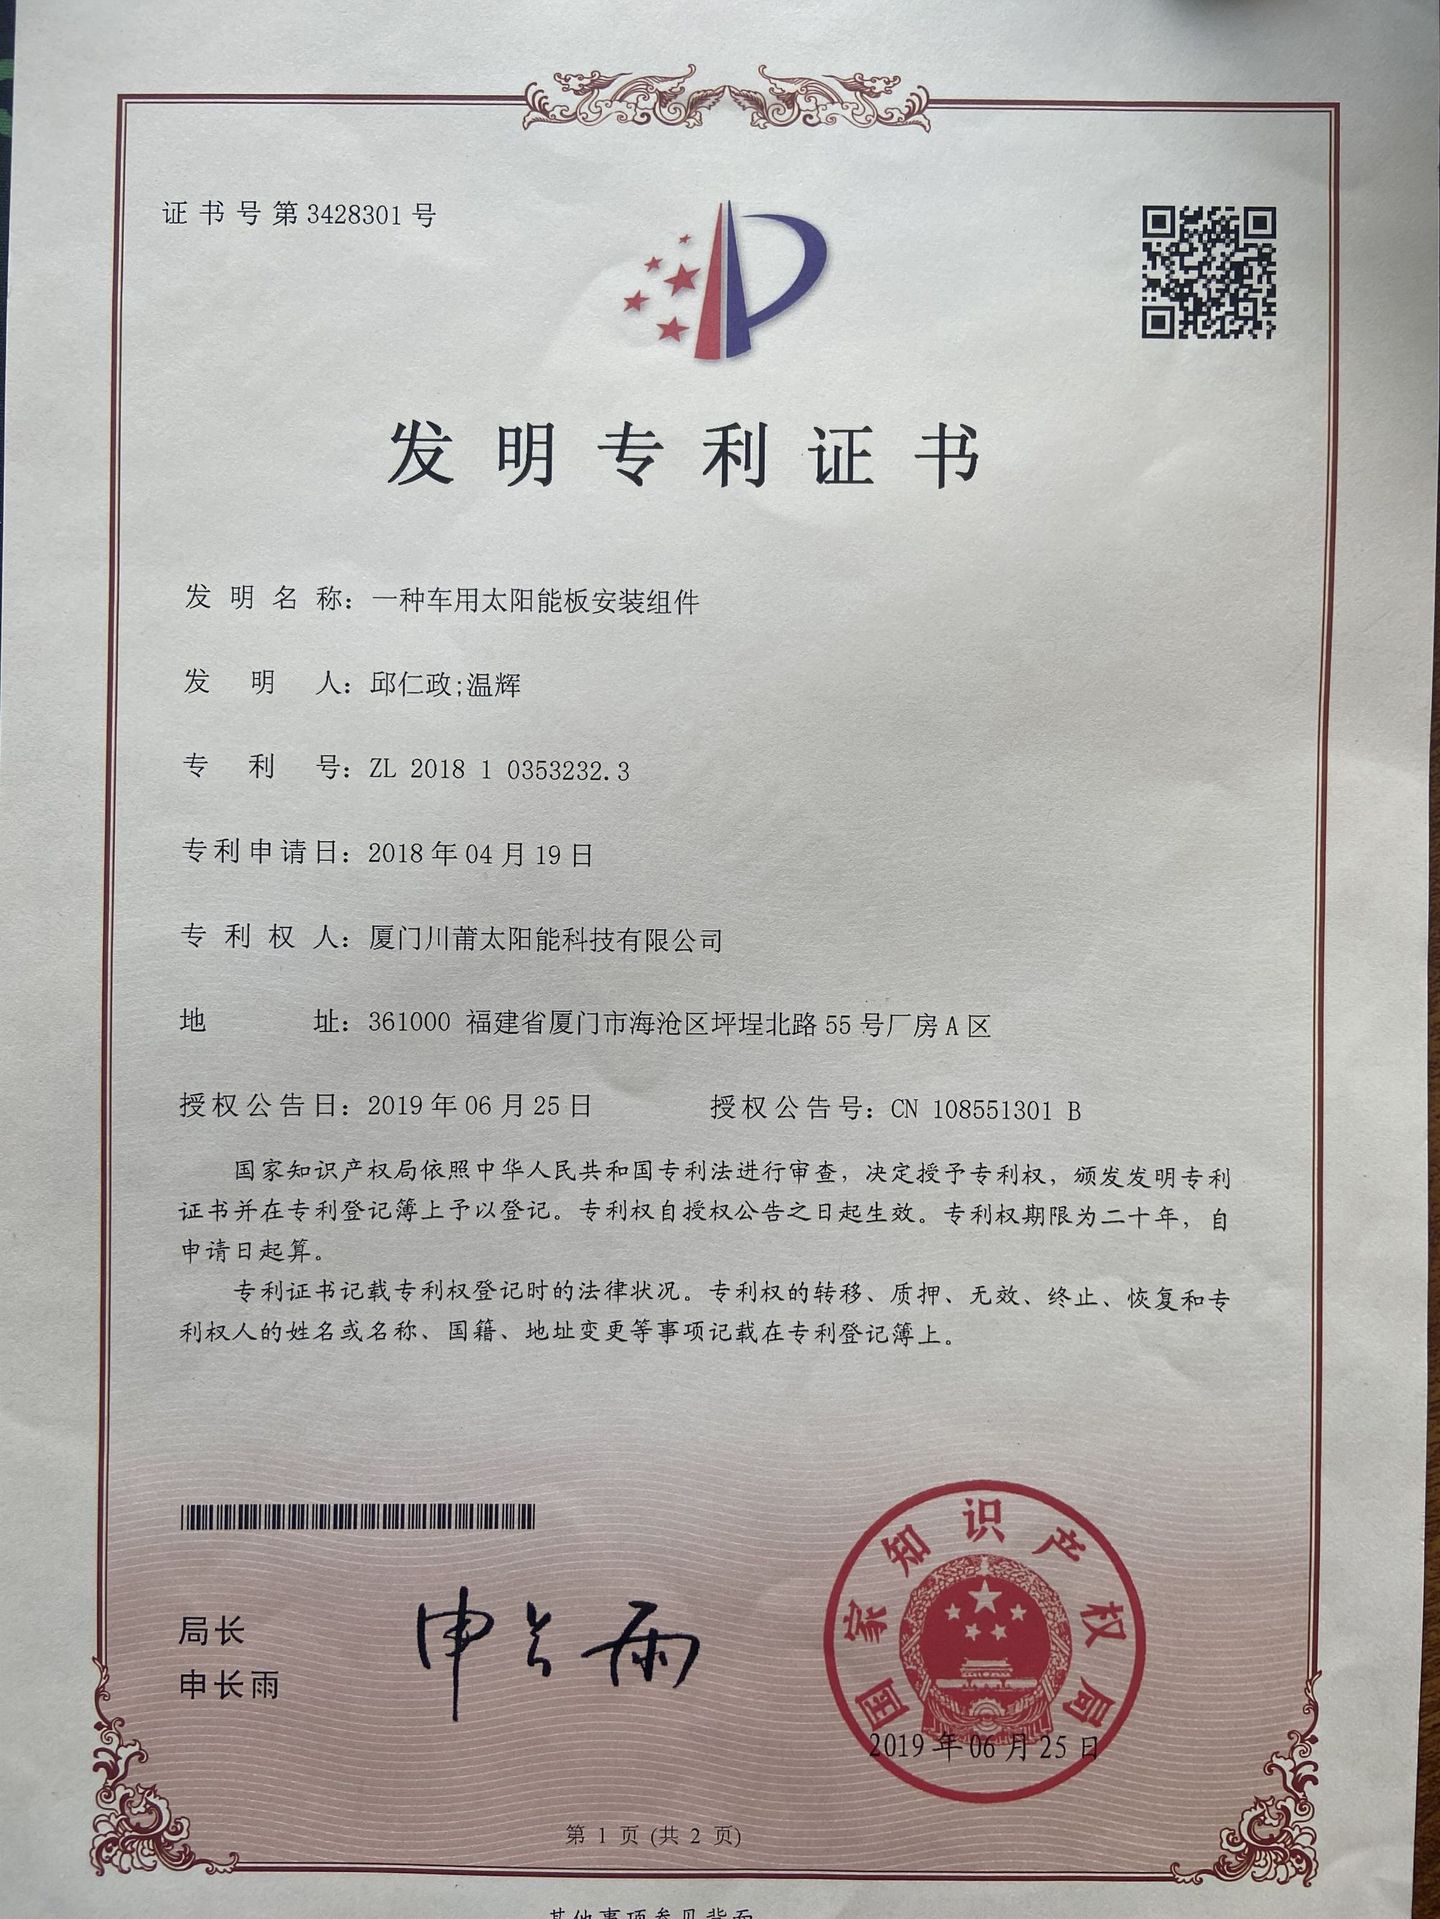 证书号第3428301号
发明专利证书
发明名称：一种车用太阳能板安装组件
发明人：邱仁政;温辉
专利号：ZL 2018 1 0353232.3
专利申请日：2018年04月19日
专利权人：厦门川莆太阳能科技有限公司
地址：361000 福建省厦门市海沧区坪埕北路55号厂房A区
授权公告日：2019年06月25日 授权公告号：CN 108551301 B
国家知识产权局依照中华人民共和国专利法进行审查，决定授予专利权，颁发发明专利
证书并在专利登记簿上予以登记。专利权自授权公告之日起生效。专利权期限为二十年，自
申请日起算。
专利证书记载专利权登记时的法律状况。专利权的转移、质押、无效、终止、恢复和专
利权人的姓名或名称、国籍、地址变更等事项记载在专利登记簿上。
局长
申长雨
申长雨
国家知识产权局
2019年06月25日
第 1 页 (共 2 页)
其他事项参见背面